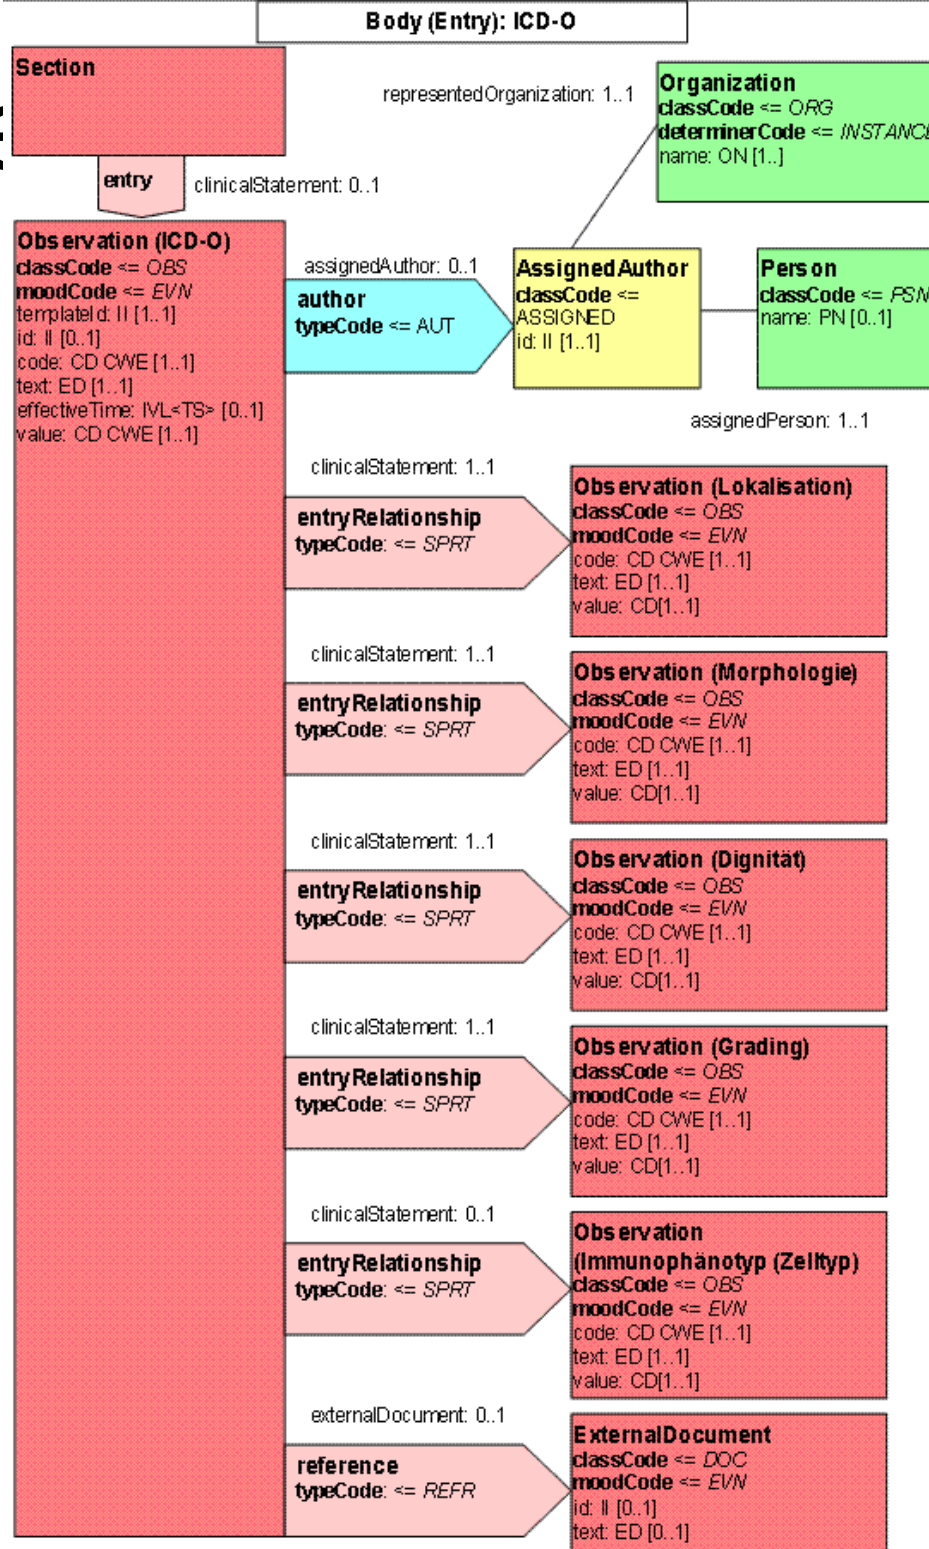 Body (Entry): ICD-O
Section
entry
clinicalStatement: 0..1
representedOrganization: 1..1
Organization
classCode <= ORG
determinerCode <= INSTANCE
name: ON [1..]
Observation (ICD-O)
classCode <= OBS
moodCode <= EVN
templateId: II [1..1]
id: II [0..1]
code: CD CWE [1..1]
text: ED [1..1]
effectiveTime: IVL<TS> [0..1]
value: CD CWE [1..1]
assignedAuthor: 0..1
author
typeCode <= AUT
AssignedAuthor
classCode <=
ASSIGNED
id: II [1..1]
Person
classCode <= PSN
name: PN [0..1]
assignedPerson: 1..1
clinicalStatement: 1..1
entryRelationship
typeCode: <= SPRT
Observation (Lokalisation)
classCode <= OBS
moodCode <= EVN
code: CD CWE [1..1]
text: ED [1..1]
value: CD[1..1]
clinicalStatement: 1..1
entryRelationship
typeCode: <= SPRT
Observation (Morphologie)
classCode <= OBS
moodCode <= EVN
code: CD CWE [1..1]
text: ED [1..1]
value: CD[1..1]
clinicalStatement: 1..1
entryRelationship
typeCode: <= SPRT
Observation (Dignität)
classCode <= OBS
moodCode <= EVN
code: CD CWE [1..1]
text: ED [1..1]
value: CD[1..1]
clinicalStatement: 1..1
entryRelationship
typeCode: <= SPRT
Observation (Grading)
classCode <= OBS
moodCode <= EVN
code: CD CWE [1..1]
text: ED [1..1]
value: CD[1..1]
clinicalStatement: 0..1
entryRelationship
typeCode: <= SPRT
Observation
(Immunophänotyp (Zelltyp)
classCode <= OBS
moodCode <= EVN
code: CD CWE [1..1]
text: ED [1..1]
value: CD[1..1]
externalDocument: 0..1
reference
typeCode: <= REFR
ExternalDocument
classCode <= DOC
moodCode <= EVN
id: II [0..1]
text: ED [0..1]